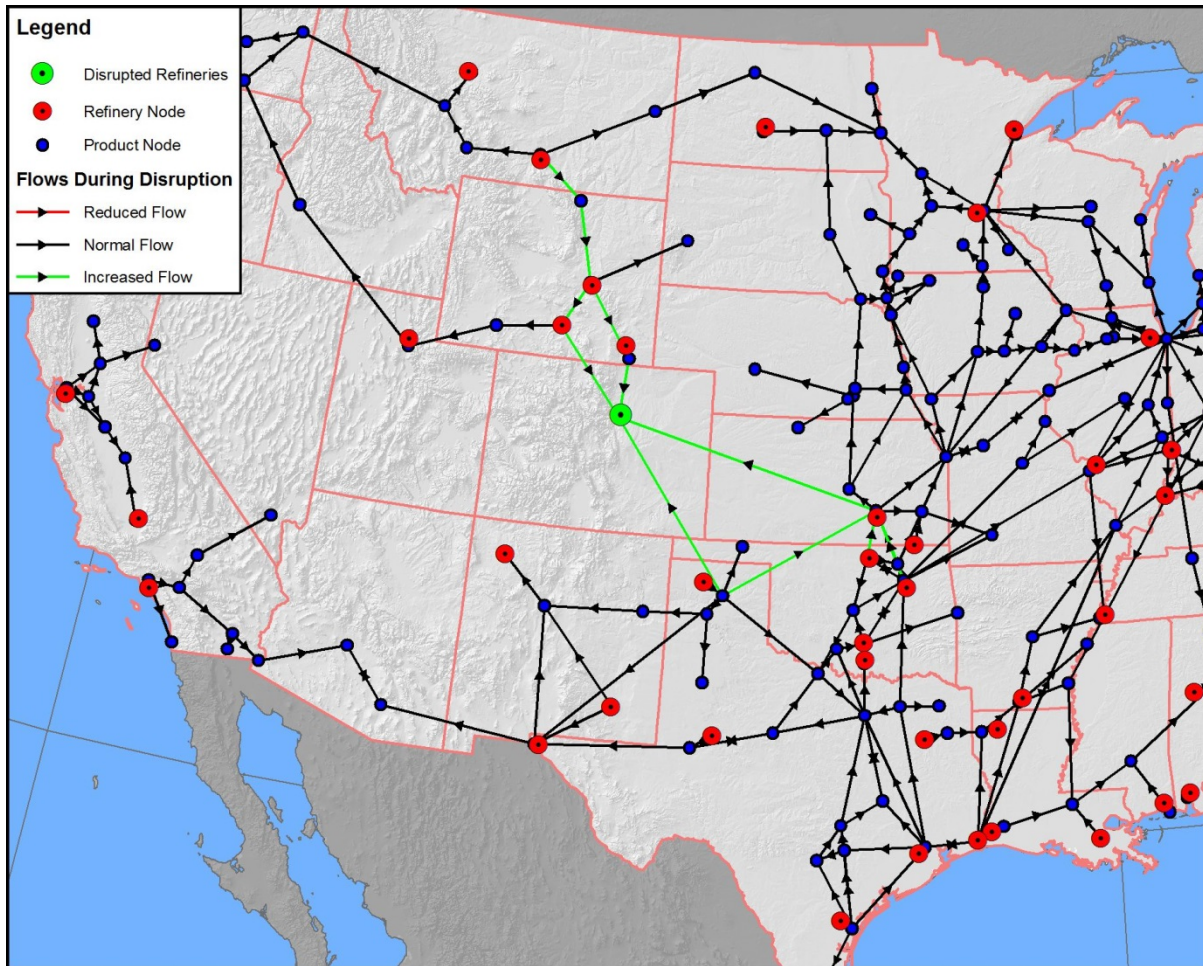 Legend
Disrupted Refineries
Refinery Node
Product Node
Flows During Disruption
Reduced Flow
Normal Flow
Increased Flow